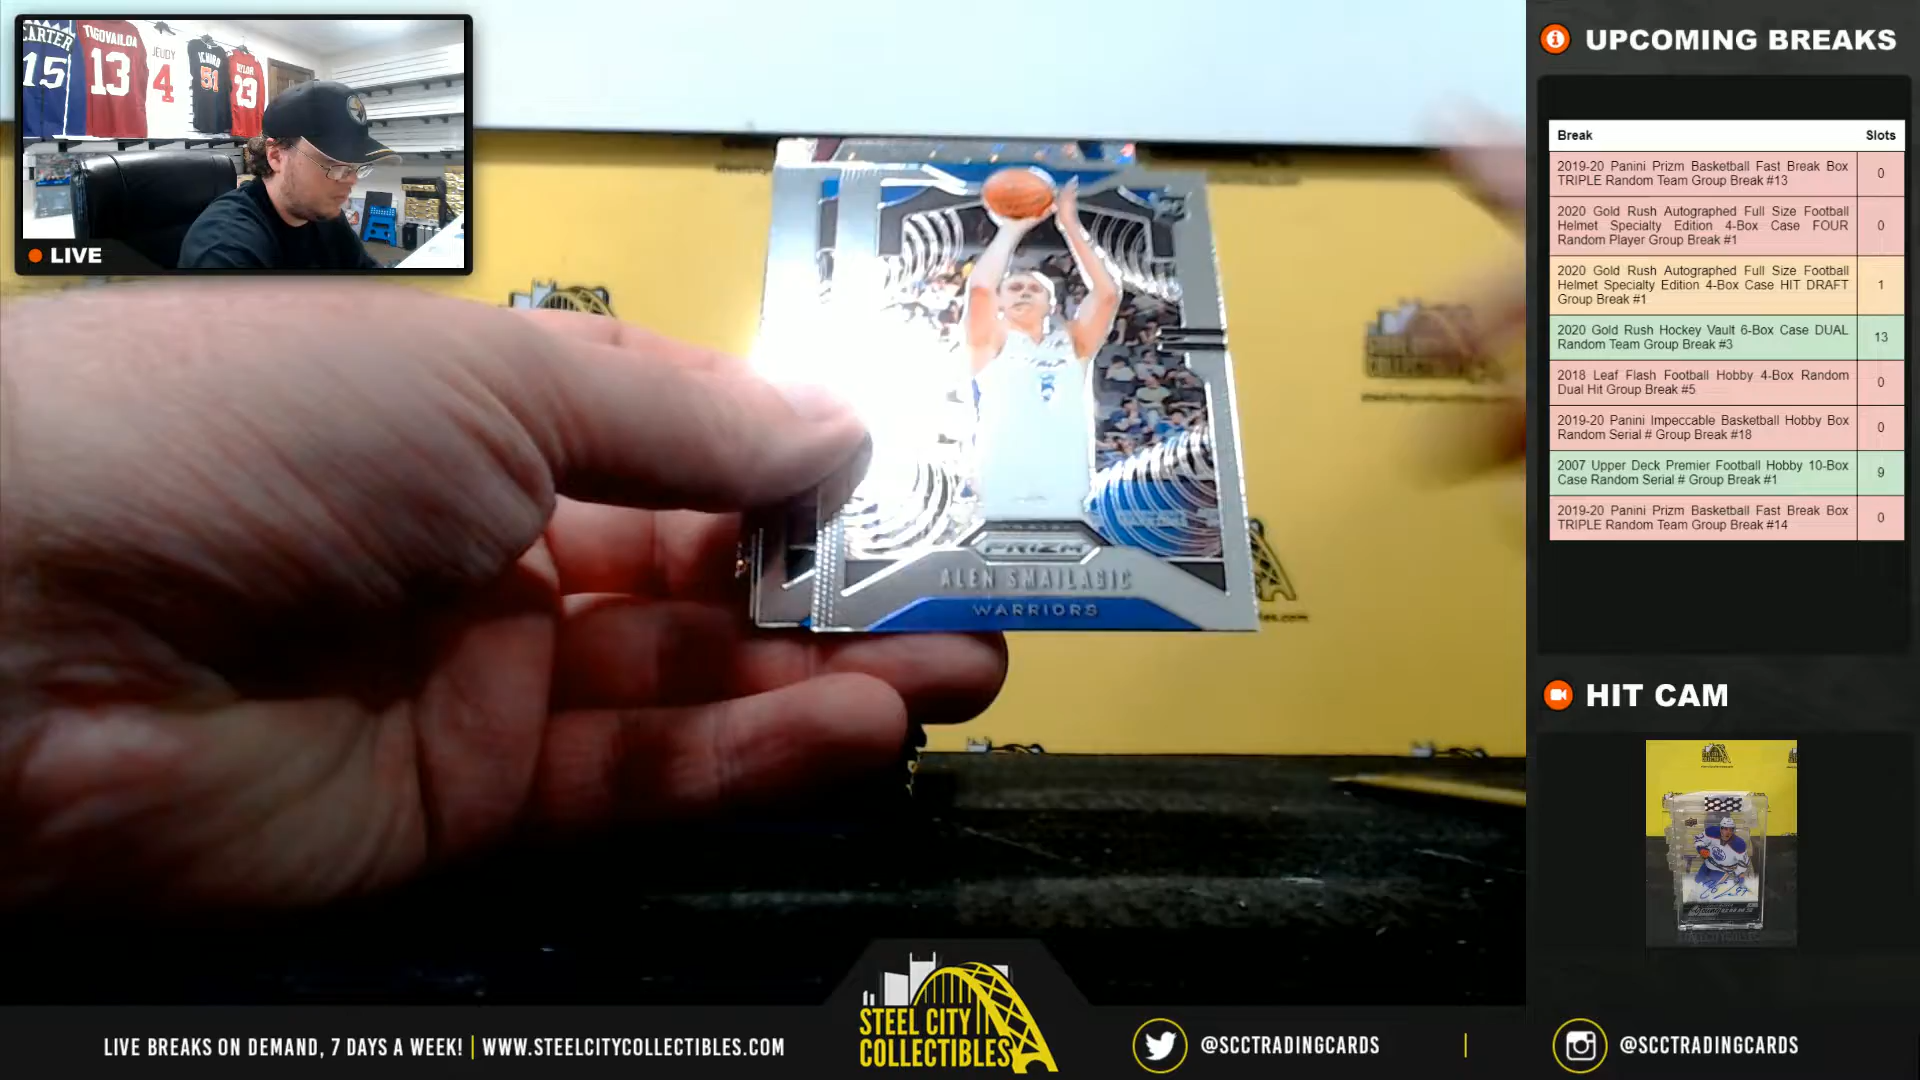 CARTER
15
TAGOVAILOA
13
JEUDY
4
ICHIRO
51
TAYLOR
23
LIVE
PRIZM
ALEN SMAILAGIC
WARRIORS
UPCOMING BREAKS
Break Slots
2019-20 Panini Prizm Basketball Fast Break Box
TRIPLE Random Team Group Break #13
0
2020 Gold Rush Autographed Full Size Football
Helmet Specialty Edition 4-Box Case FOUR
Random Player Group Break #1
0
2020 Gold Rush Autographed Full Size Football
Helmet Specialty Edition 4-Box Case HIT DRAFT
Group Break #1
1
2020 Gold Rush Hockey Vault 6-Box Case DUAL
Random Team Group Break #3
13
2018 Leaf Flash Football Hobby 4-Box Random
Dual Hit Group Break #5
0
2019-20 Panini Impeccable Basketball Hobby Box
Random Serial # Group Break #18
0
2007 Upper Deck Premier Football Hobby 10-Box
Case Random Serial # Group Break #1
9
2019-20 Panini Prizm Basketball Fast Break Box
TRIPLE Random Team Group Break #14
0
HIT CAM
LIVE BREAKS ON DEMAND, 7 DAYS A WEEK! | WWW.STEELCITYCOLLECTIBLES.COM
STEEL CITY
COLLECTIBLES
@SCCTRADINGCARDS
@SCCTRADINGCARDS